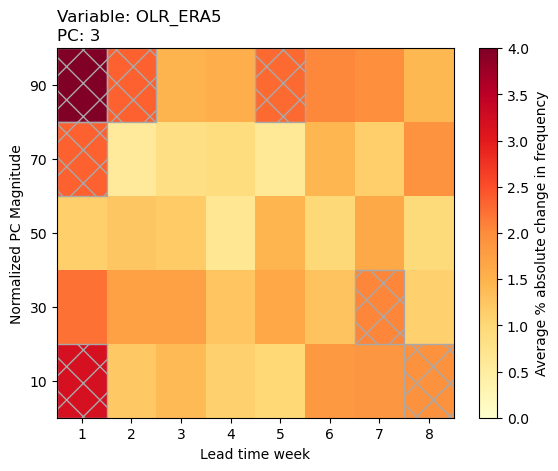 Variable: OLR_ERA5
PC: 3
Normalized PC Magnitude
90
70
50
30
10
1 2 3 4 5 6 7 8
Lead time week
4.0
3.5
3.0
2.5
2.0
1.5
1.0
0.5
0.0
Average % absolute change in frequency